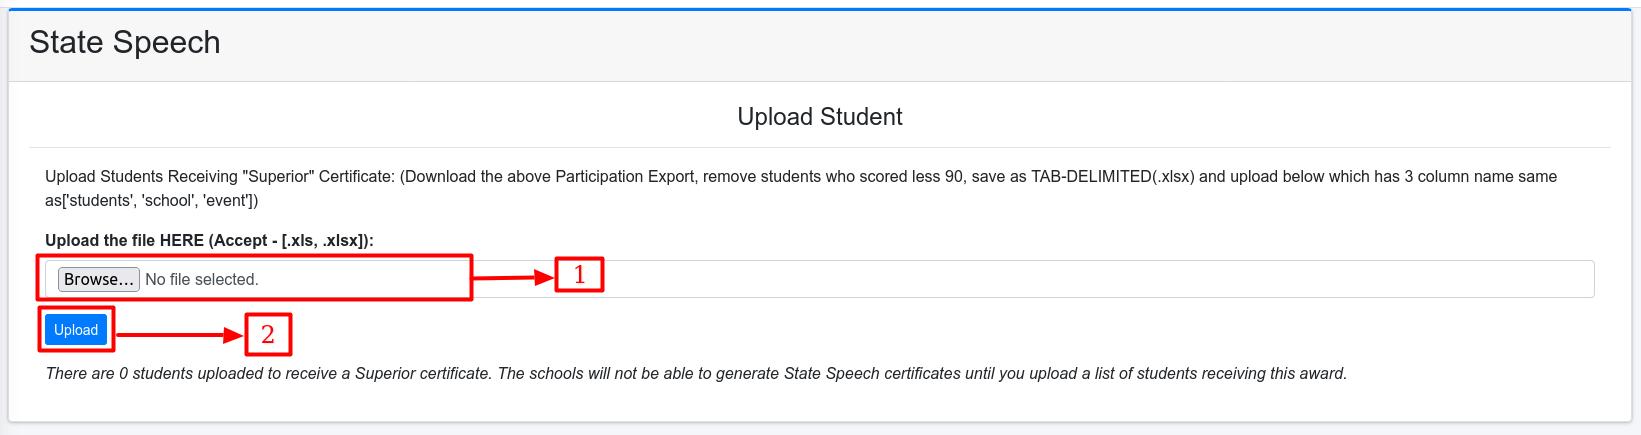 State Speech
Upload Student
Upload Students Receiving "Superior" Certificate: (Download the above Participation Export, remove students who scored less 90, save as TAB-DELIMITED(.xlsx) and upload below which has 3 column name same
as['students', 'school', 'event'])
Upload the file HERE (Accept - [.xls, .xlsx]):
Browse... No file selected. 1
Upload 2
There are 0 students uploaded to receive a Superior certificate. The schools will not be able to generate State Speech certificates until you upload a list of students receiving this award.